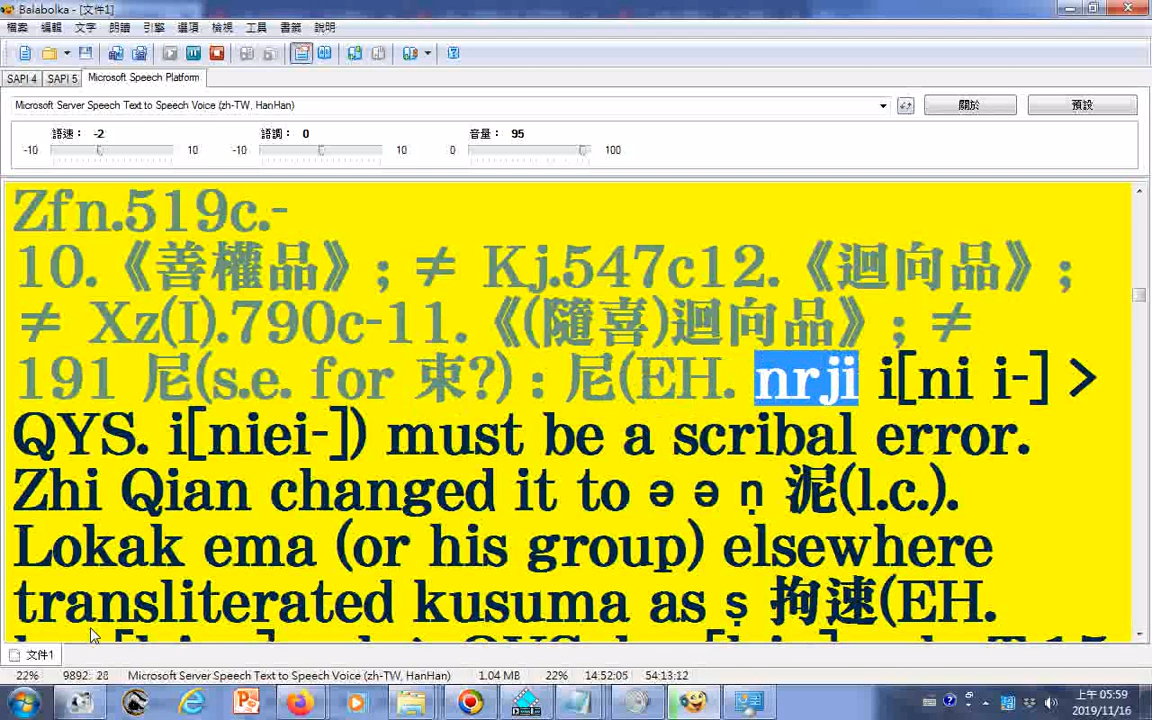 Balabolka - [文件1]
檔案 編輯 文字 朗讀 引擎 選項 檢視 工具 書籤 說明
SAPI 4 SAPI 5 Microsoft Speech Platform
Microsoft Server Speech Text to Speech Voice (zh-TW, HanHan) 關於 預設
語速： -2 語調： 0 音量： 95
-10 10 -10 10 0 100
Zfn.519c.-
10.《善權品》; ≠ Kj.547c12.《迴向品》;
≠ Xz(I).790c-11.《(隨喜)迴向品》; ≠
191 尼(s.e. for 束?) : 尼(EH. nrji i[ni i-] >
QYS. i[niei-]) must be a scribal error.
Zhi Qian changed it to ə ə ṇ 泥(l.c.).
Lokak ema (or his group) elsewhere
transliterated kusuma as ṣ 拘速(EH.
文件1
22% 9892: 28 Microsoft Server Speech Text to Speech Voice (zh-TW, HanHan) 1.04 MB 22% 14:52:05 54:13:12
上午 05:59
2019/11/16